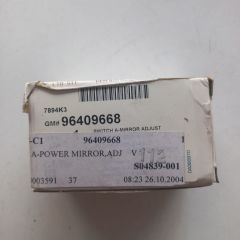 7894K3
GM# 96409668
SWITCH A-MIRROR ADJUST
-C1 96409668
A-POWER MIRROR,ADJ V
S04839-001
003591 37 08:23 26.10.2004